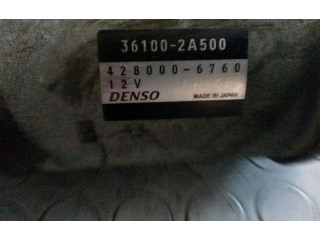 36100-2A500
428000-6760
12V
DENSO MADE IN JAPAN